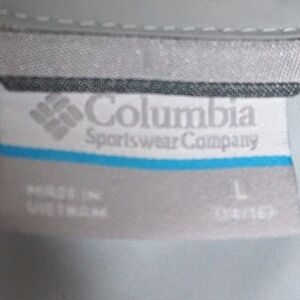 Columbia
Sportswear Company
MADE IN
VIETNAM
L